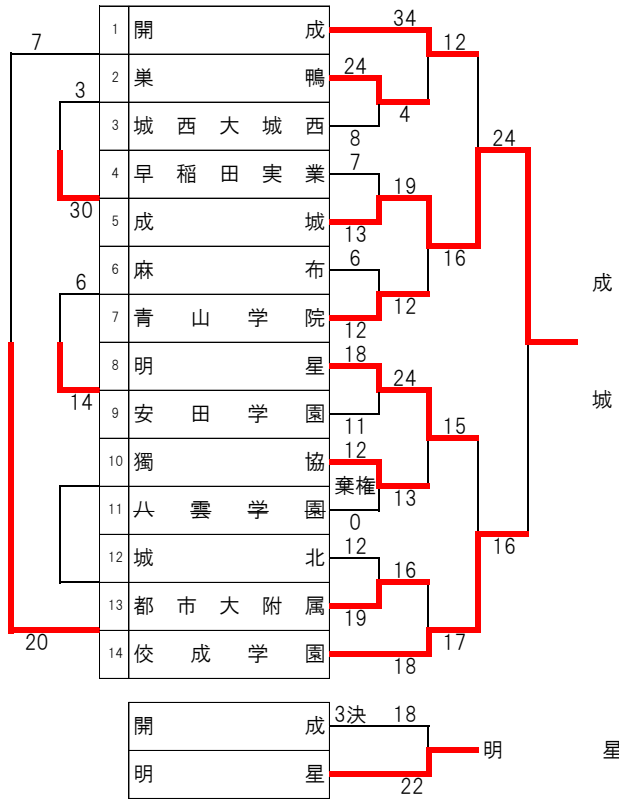 34
7
1 開成
12
2 巣鴨
24
3
4
3 城西大城西
8
24
4 早稲田実業
7
19
30
5 成城
13
16
6 麻布
6
6
12
成
7 青山学院
12
8 明星
18
24
14
城
9 安田学園
11
15
10 獨協
12
棄権
13
11 八雲学園
0
16
12 城北
12
16
13 都市大附属
19
20
17
14 佼成学園
18
開成
3決 18
明星
明星
22